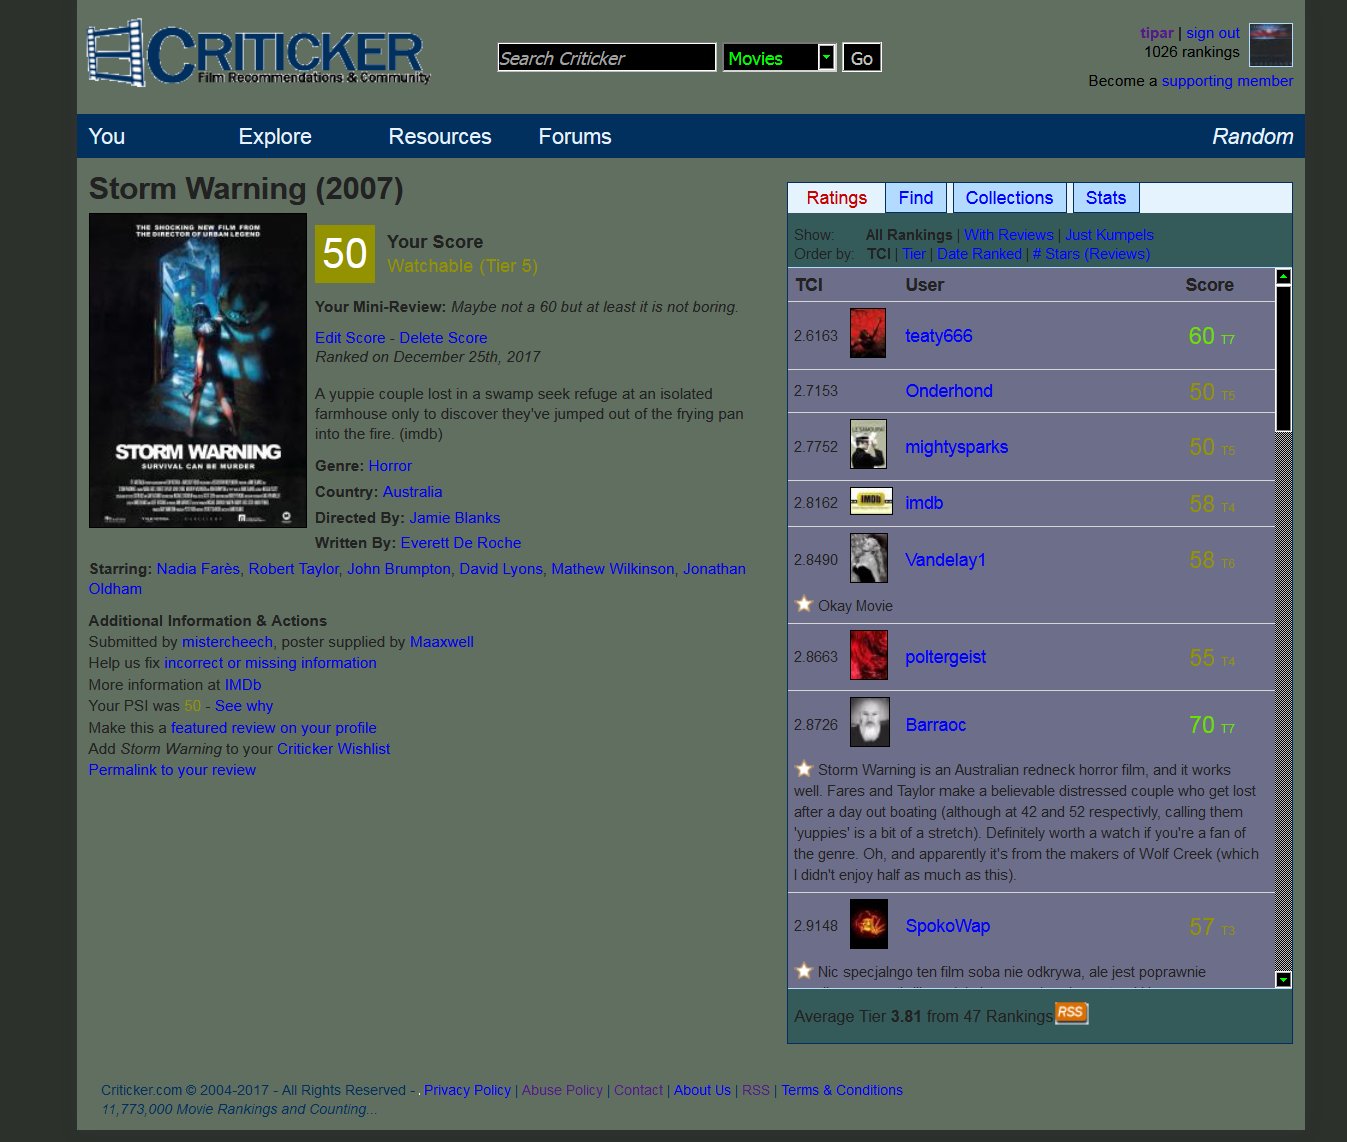 CRITICKER
Film Recommendations & Community
Search Criticker
Movies
Go
tipar | sign out
1026 rankings
Become a supporting member
You
Explore
Resources
Forums
Random
Storm Warning (2007)
THE SHOCKING NEW FILM FROM
THE DIRECTOR OF URBAN LEGEND
STORM WARNING
SURVIVAL CAN BE MURDER
50
Your Score
Watchable (Tier 5)
Your Mini-Review: Maybe not a 60 but at least it is not boring.
Edit Score - Delete Score
Ranked on December 25th, 2017
A yuppie couple lost in a swamp seek refuge at an isolated
farmhouse only to discover they've jumped out of the frying pan
into the fire. (imdb)
Genre: Horror
Country: Australia
Directed By: Jamie Blanks
Written By: Everett De Roche
Starring: Nadia Farès, Robert Taylor, John Brumpton, David Lyons, Mathew Wilkinson, Jonathan
Oldham
Additional Information & Actions
Submitted by mistercheech, poster supplied by Maaxwell
Help us fix incorrect or missing information
More information at IMDb
Your PSI was 50 - See why
Make this a featured review on your profile
Add Storm Warning to your Criticker Wishlist
Permalink to your review
Ratings
Find
Collections
Stats
Show: All Rankings | With Reviews | Just Kumpels
Order by: TCI | Tier | Date Ranked | # Stars (Reviews)
TCI User Score
2.6163 teaty666 60 T7
2.7153 Onderhond 50 T5
2.7752 mightysparks 50 T5
2.8162 IMDb imdb 58 T4
2.8490 Vandelay1 58 T6
Okay Movie
2.8663 poltergeist 55 T4
2.8726 Barraoc 70 T7
Storm Warning is an Australian redneck horror film, and it works
well. Fares and Taylor make a believable distressed couple who get lost
after a day out boating (although at 42 and 52 respectivly, calling them
'yuppies' is a bit of a stretch). Definitely worth a watch if you're a fan of
the genre. Oh, and apparently it's from the makers of Wolf Creek (which
I didn't enjoy half as much as this).
2.9148 SpokoWap 57 T3
Nic specjalngo ten film soba nie odkrywa, ale jest poprawnie
Average Tier 3.81 from 47 Rankings RSS
Criticker.com © 2004-2017 - All Rights Reserved - . Privacy Policy | Abuse Policy | Contact | About Us | RSS | Terms & Conditions
11,773,000 Movie Rankings and Counting...